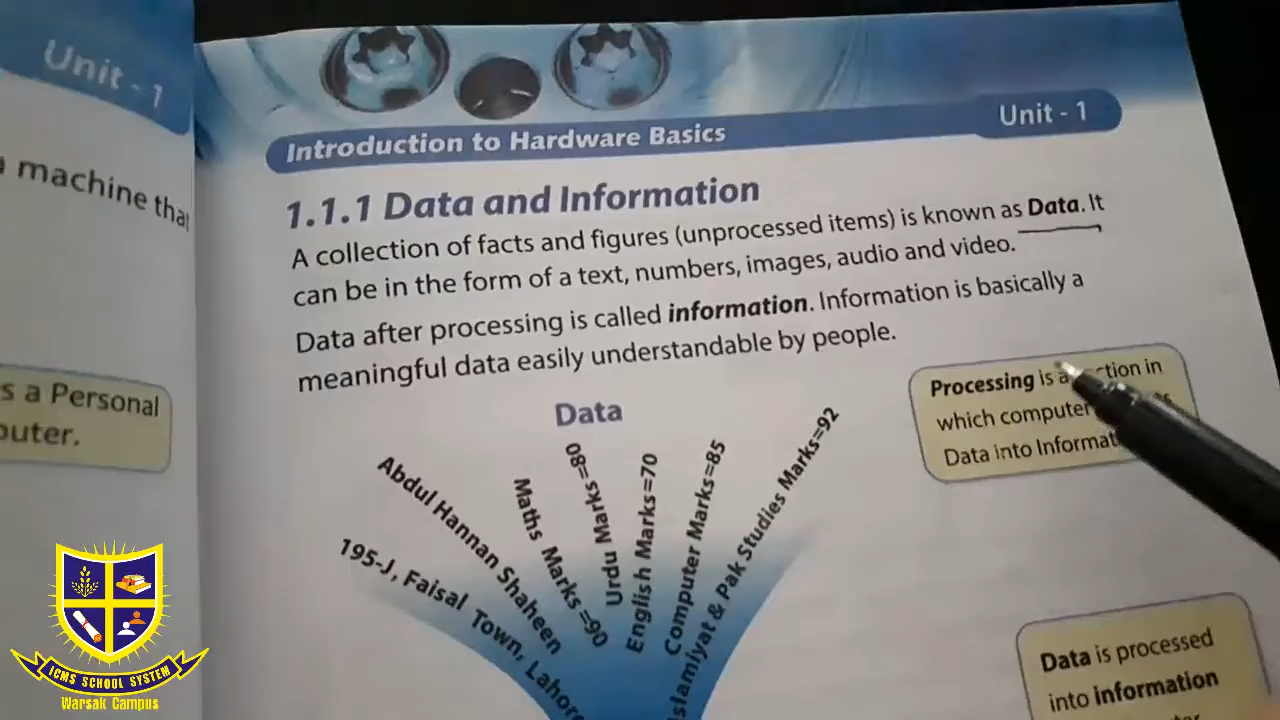 Unit - 1
machine tha
s a Personal
puter.
Introduction to Hardware Basics
Unit - 1
1.1.1 Data and Information
A collection of facts and figures (unprocessed items) is known as Data. It
can be in the form of a text, numbers, images, audio and video.
Data after processing is called information. Information is basically a
meaningful data easily understandable by people.
Processing is a
which computer
Data into Informat
Data
195-J, Faisal Town, Lahore
Abdul Hannan Shaheen
Maths Marks =90
Urdu Marks =80
English Marks=70
Computer Marks=85
Islamiyat & Pak Studies Marks=92
Data is processed
into information
ICMS SCHOOL SYSTEM
Warsak Campus